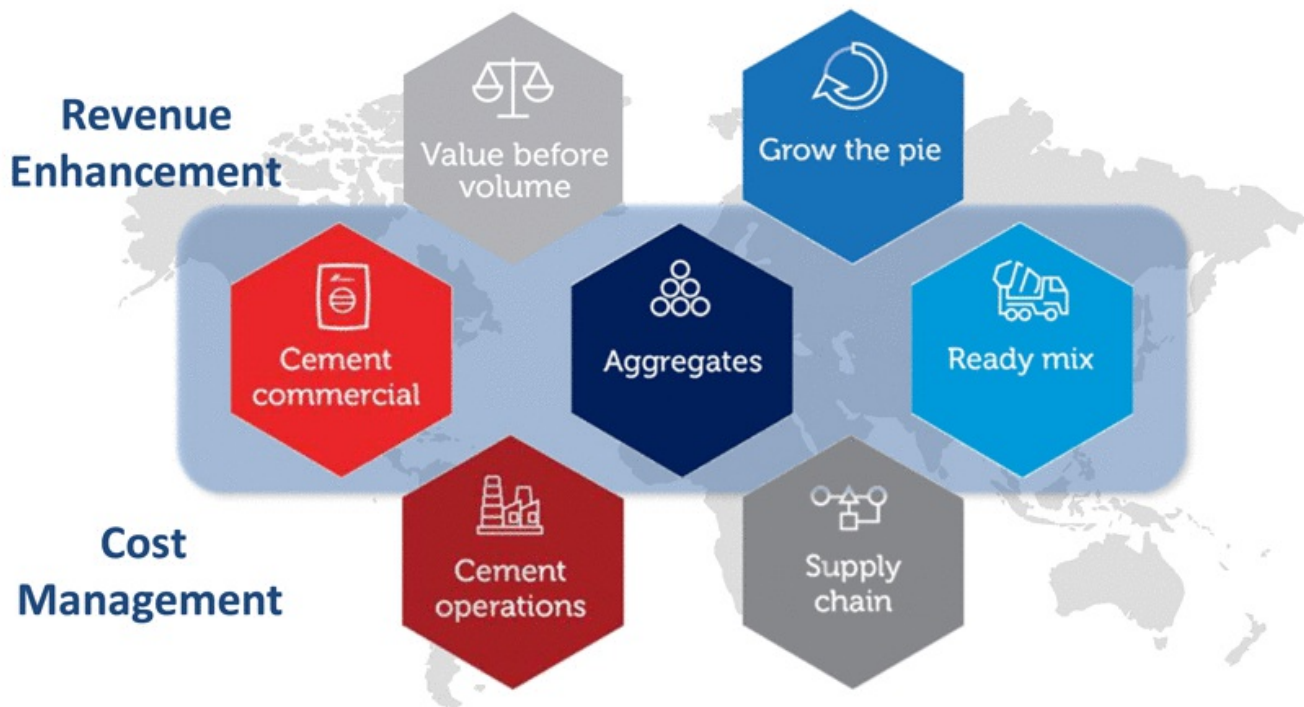 Revenue
Enhancement
Value before
volume
Grow the pie
Cement
commercial
Aggregates
Ready mix
Cost
Management
Cement
operations
Supply
chain